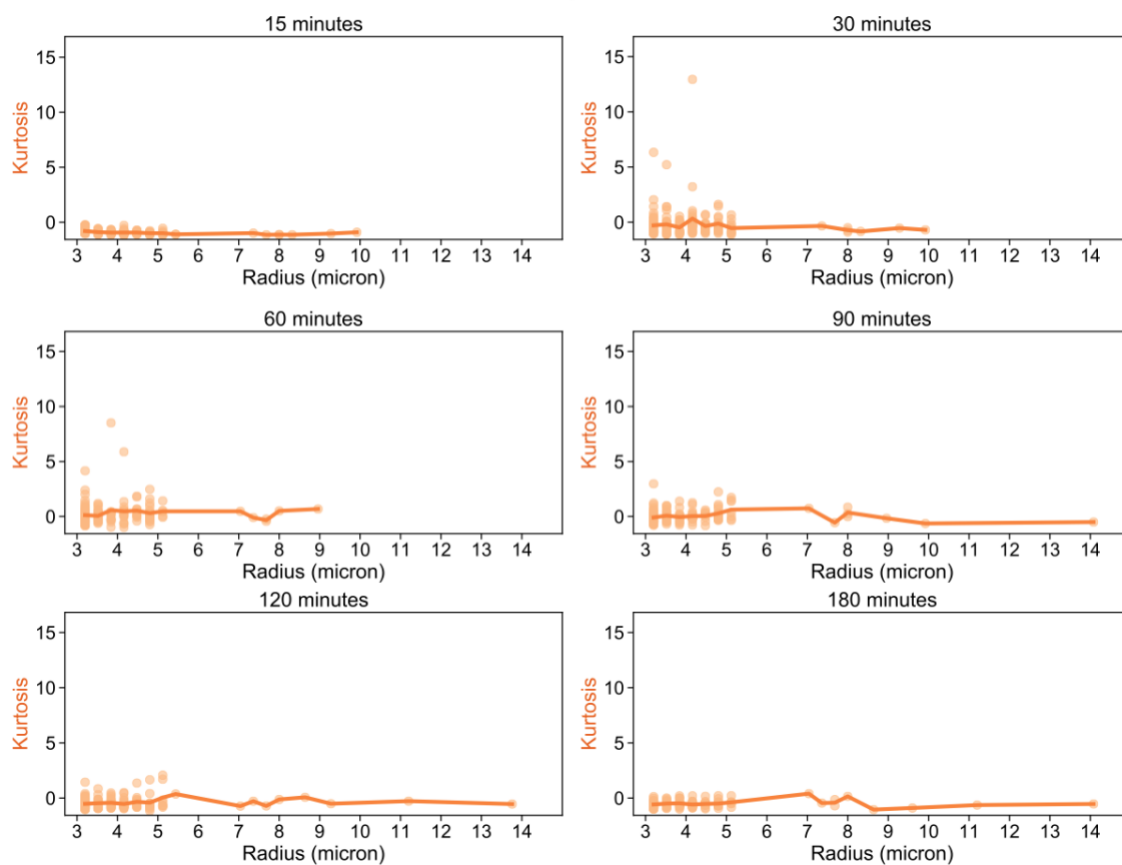 15 minutes
15
10
5
0
Kurtosis
3 4 5 6 7 8 9 10 11 12 13 14
Radius (micron)
30 minutes
15
10
5
0
Kurtosis
3 4 5 6 7 8 9 10 11 12 13 14
Radius (micron)
60 minutes
15
10
5
0
Kurtosis
3 4 5 6 7 8 9 10 11 12 13 14
Radius (micron)
90 minutes
15
10
5
0
Kurtosis
3 4 5 6 7 8 9 10 11 12 13 14
Radius (micron)
120 minutes
15
10
5
0
Kurtosis
3 4 5 6 7 8 9 10 11 12 13 14
Radius (micron)
180 minutes
15
10
5
0
Kurtosis
3 4 5 6 7 8 9 10 11 12 13 14
Radius (micron)